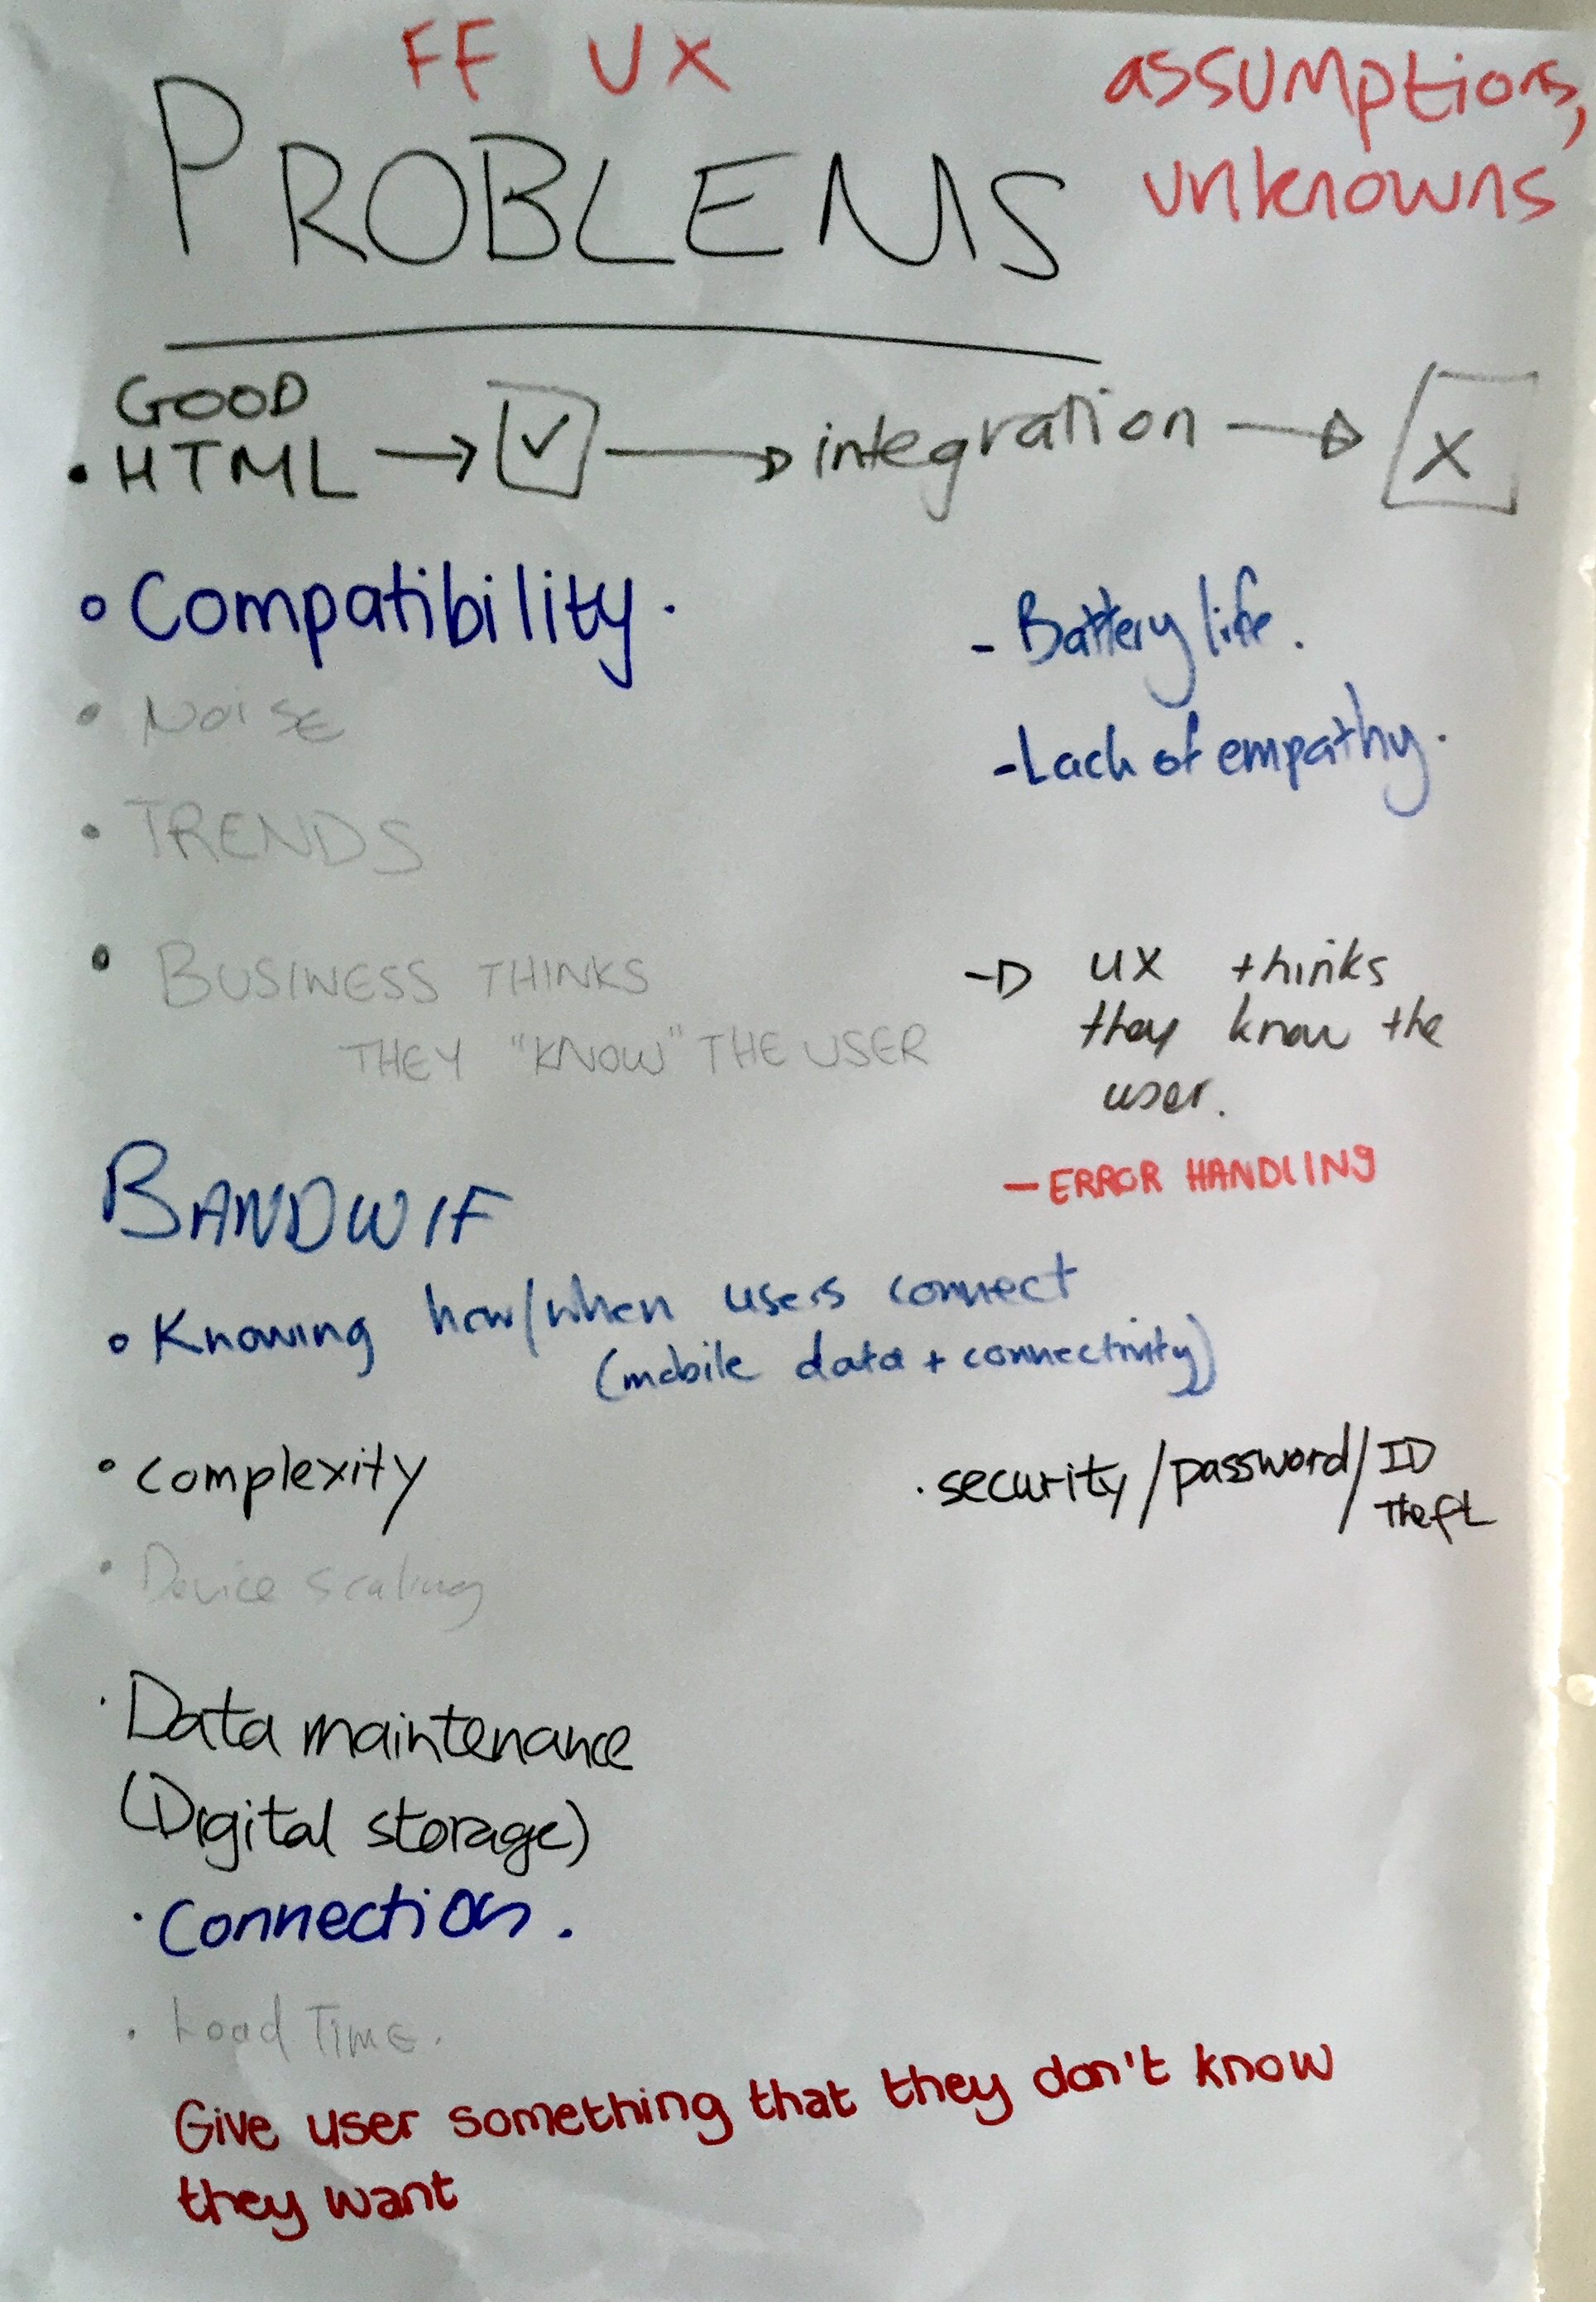 FF UX
PROBLEMS
assumptions,
unknowns
GOOD
• HTML → ☑ → integration → ☒
◦ Compatibility.
- Battery life.
• NOISE
- Lack of empathy.
• TRENDS
• BUSINESS THINKS
THEY "KNOW" THE USER
→ UX thinks
they know the
user.
- ERROR HANDLING
BANDWIF
◦ Knowing how/when users connect
(mobile data + connectivity)
• complexity
• security/password/ID
Theft
• Device scaling
• Data maintenance
(Digital storage)
• Connection.
• Load Time.
Give user something that they don't know
they want